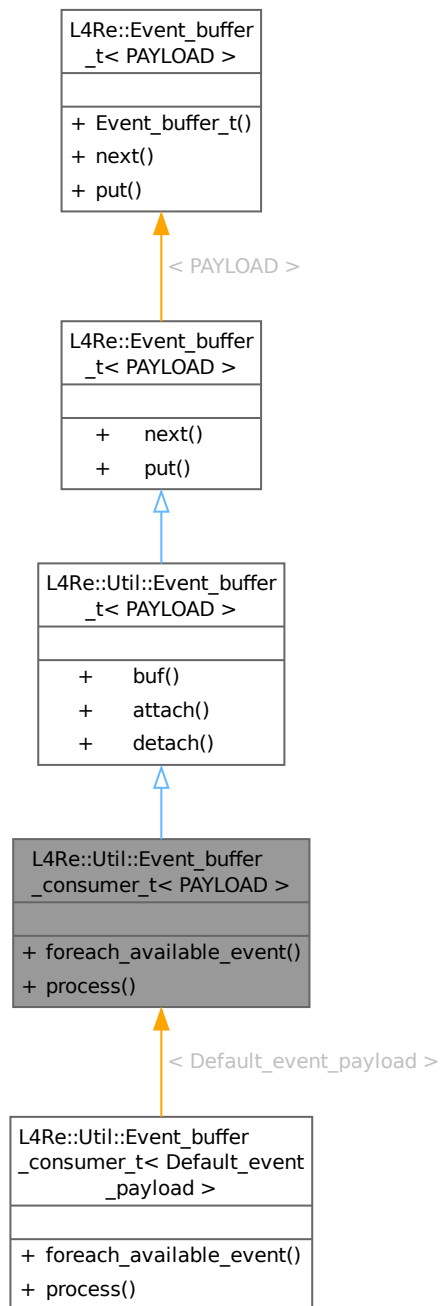 L4Re::Event_buffer
_t< PAYLOAD >
+ Event_buffer_t()
+ next()
+ put()
< PAYLOAD >
L4Re::Event_buffer
_t< PAYLOAD >
+ next()
+ put()
L4Re::Util::Event_buffer
_t< PAYLOAD >
+ buf()
+ attach()
+ detach()
L4Re::Util::Event_buffer
_consumer_t< PAYLOAD >
+ foreach_available_event()
+ process()
< Default_event_payload >
L4Re::Util::Event_buffer
_consumer_t< Default_event
_payload >
+ foreach_available_event()
+ process()